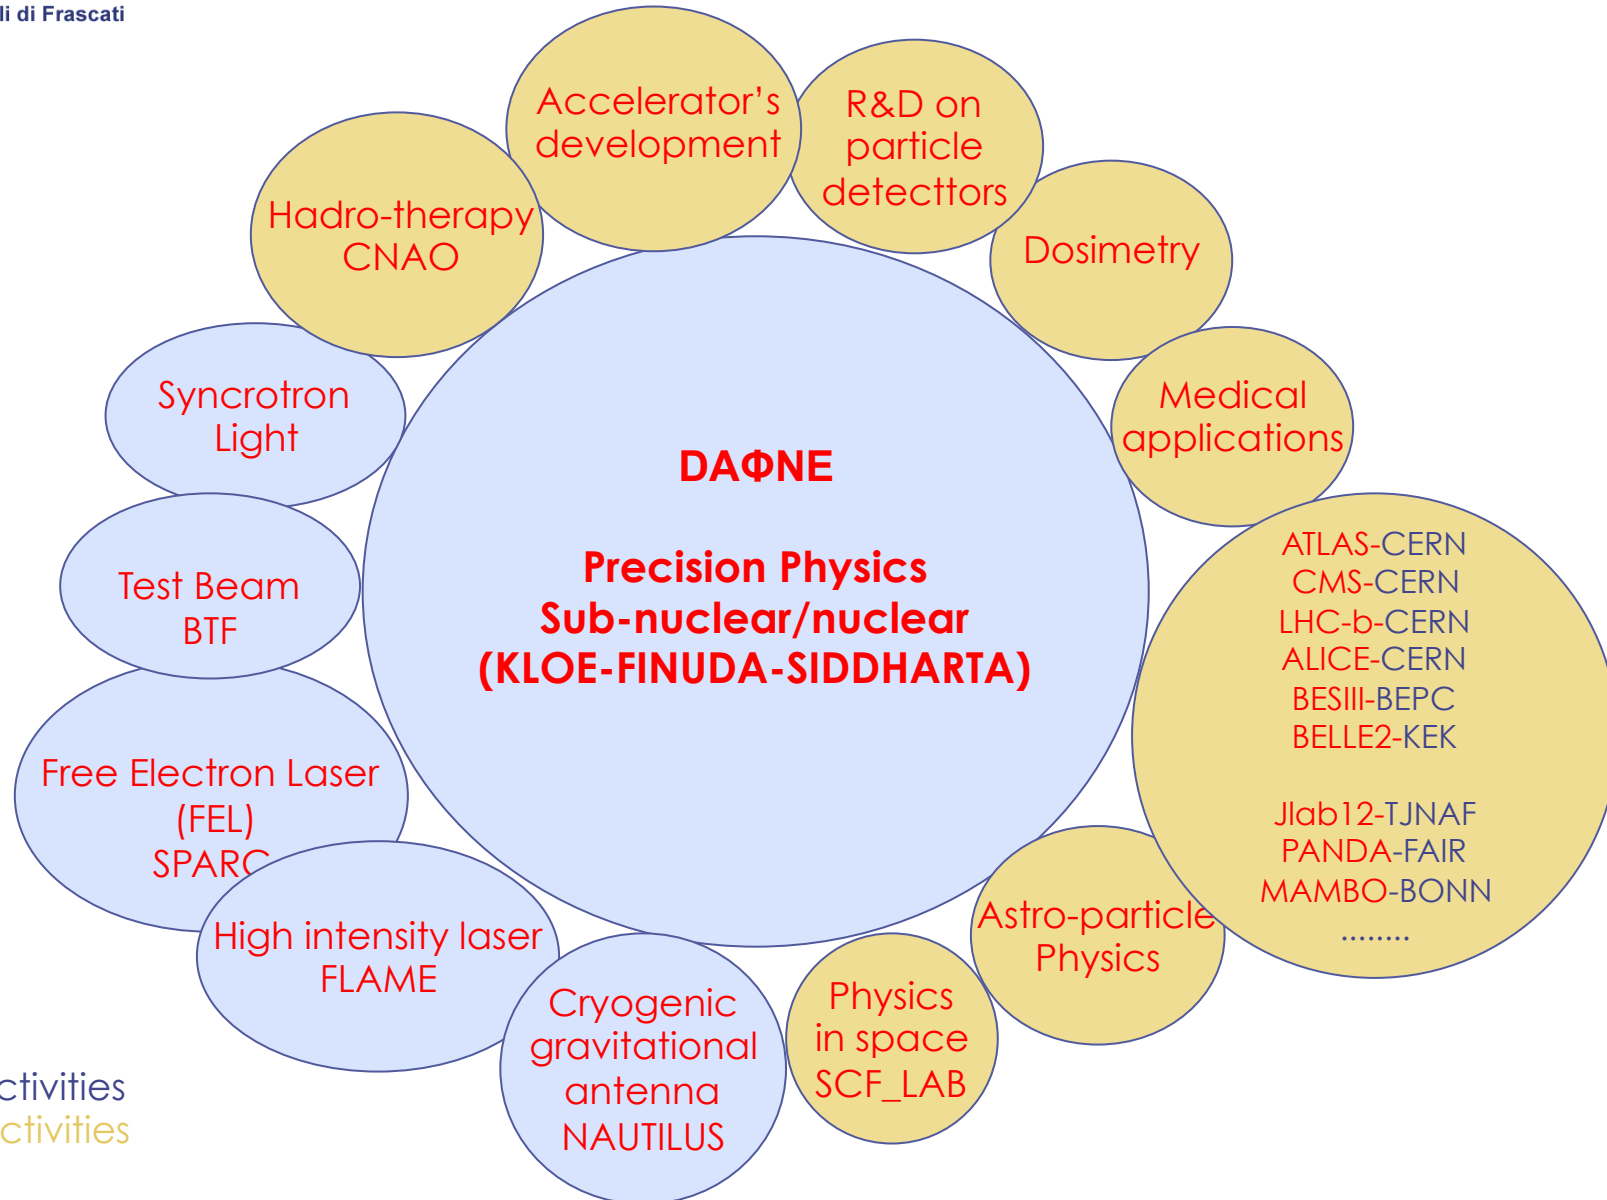 li di Frascati
Accelerator's
development
R&D on
particle
detecttors
Hadro-therapy
CNAO
Dosimetry
Syncrotron
Light
Medical
applications
DAΦNE
Precision Physics
Sub-nuclear/nuclear
(KLOE-FINUDA-SIDDHARTA)
Test Beam
BTF
ATLAS-CERN
CMS-CERN
LHC-b-CERN
ALICE-CERN
BESIII-BEPC
BELLE2-KEK
Jlab12-TJNAF
PANDA-FAIR
MAMBO-BONN
........
Free Electron Laser
(FEL)
SPARC
High intensity laser
FLAME
Cryogenic
gravitational
antenna
NAUTILUS
Physics
in space
SCF_LAB
Astro-particle
Physics
ctivities
ctivities